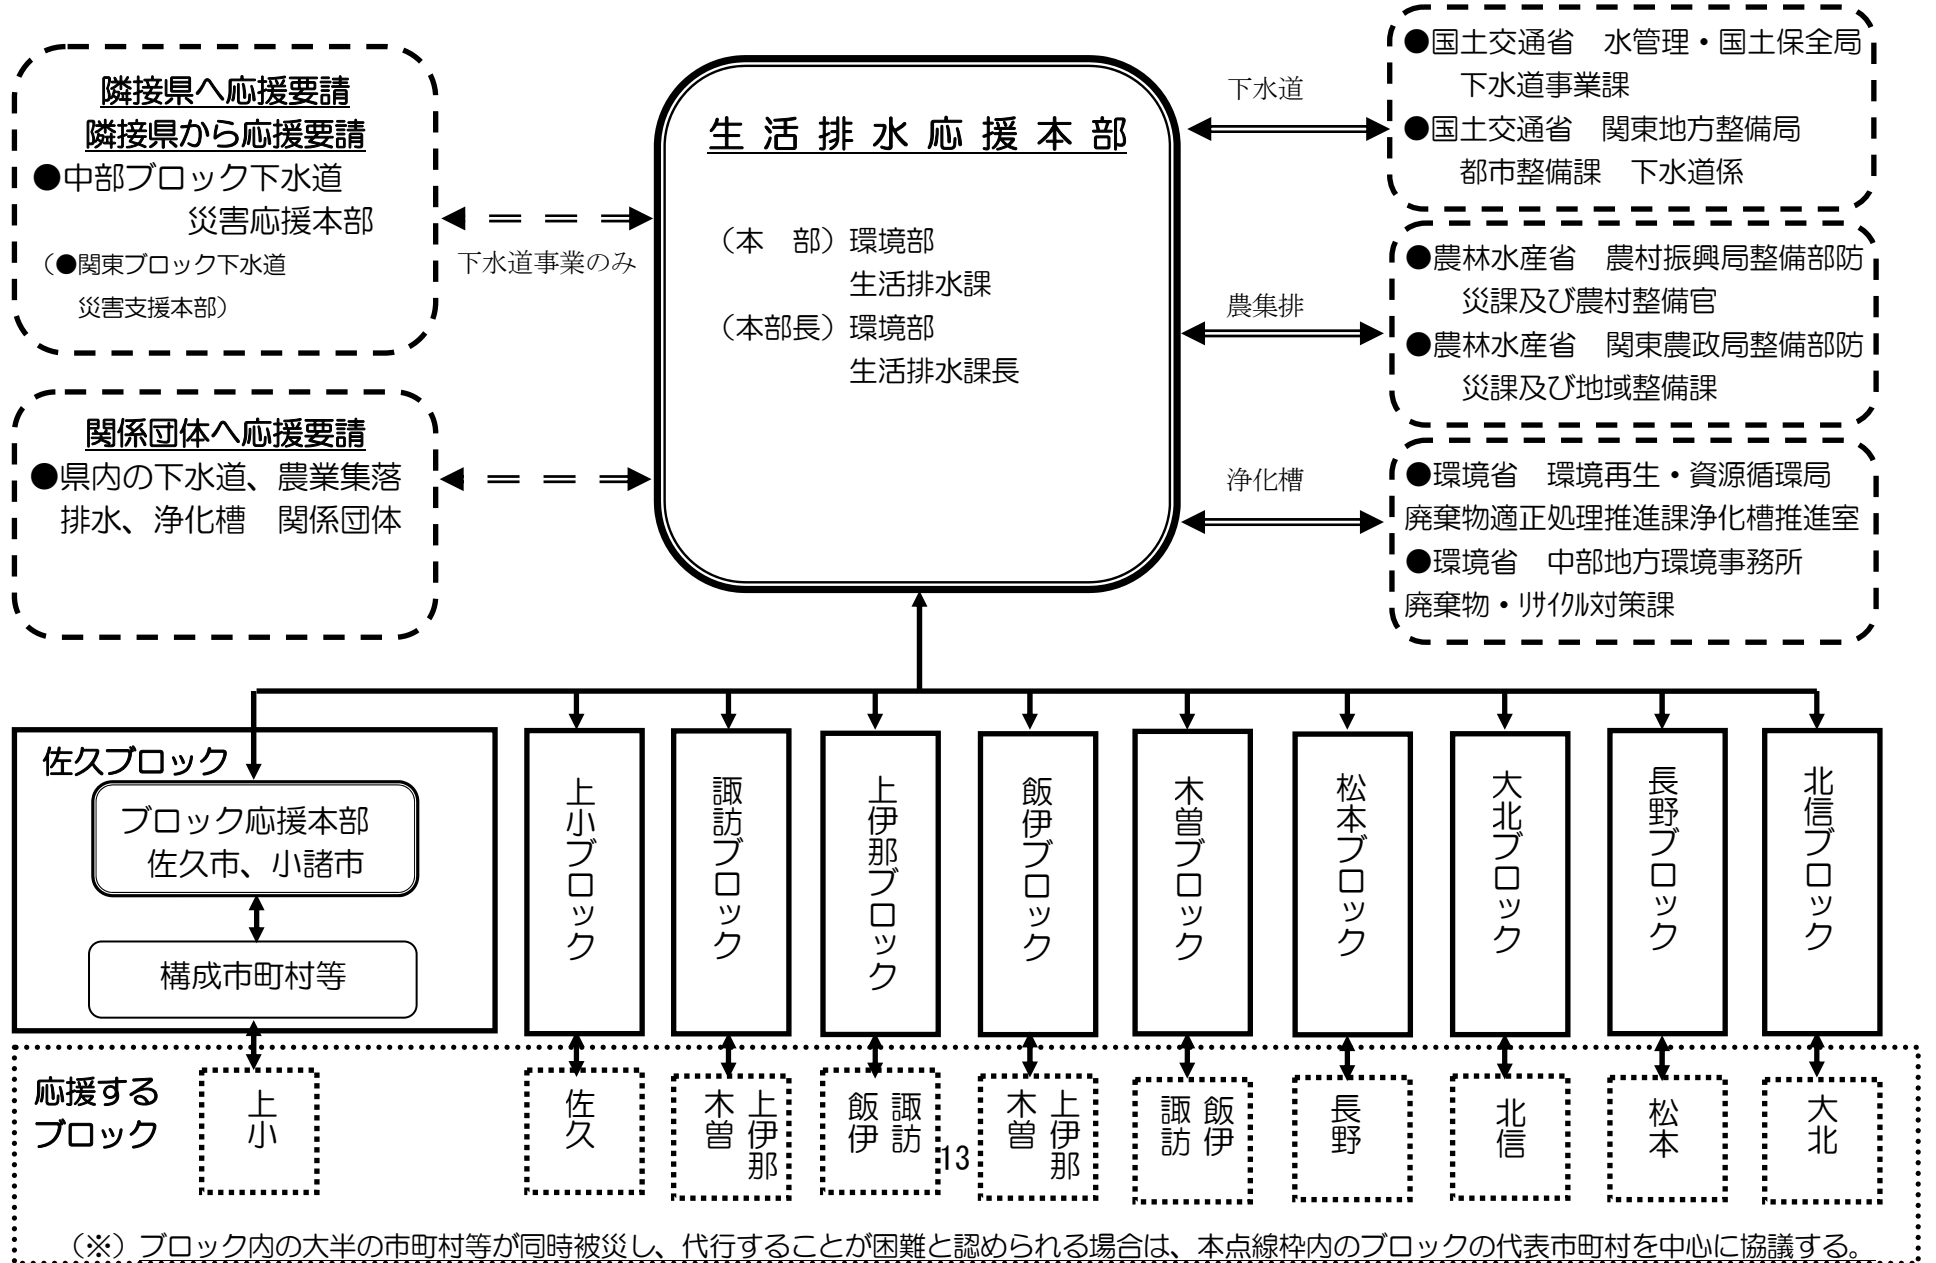 隣接県へ応援要請
隣接県から応援要請
●中部ブロック下水道
災害応援本部
（●関東ブロック下水道
災害支援本部）
下水道事業のみ
関係団体へ応援要請
●県内の下水道、農業集落
排水、浄化槽　関係団体
生 活 排 水 応 援 本 部
（本　部）環境部
生活排水課
（本部長）環境部
生活排水課長
下水道
農集排
浄化槽
●国土交通省　水管理・国土保全局
下水道事業課
●国土交通省　関東地方整備局
都市整備課　下水道係
●農林水産省　農村振興局整備部防
災課及び農村整備官
●農林水産省　関東農政局整備部防
災課及び地域整備課
●環境省　環境再生・資源循環局
廃棄物適正処理推進課浄化槽推進室
●環境省　中部地方環境事務所
廃棄物・ﾘｻｲｸﾙ対策課
佐久ブロック
ブロック応援本部
佐久市、小諸市
構成市町村等
上小ブロック
諏訪ブロック
上伊那ブロック
飯伊ブロック
木曽ブロック
松本ブロック
大北ブロック
長野ブロック
北信ブロック
応援する
ブロック
上小
佐久
上伊那
木曽
諏訪
飯伊
上伊那
木曽
飯伊
諏訪
長野
北信
松本
大北
13
（※）ブロック内の大半の市町村等が同時被災し、代行することが困難と認められる場合は、本点線枠内のブロックの代表市町村を中心に協議する。